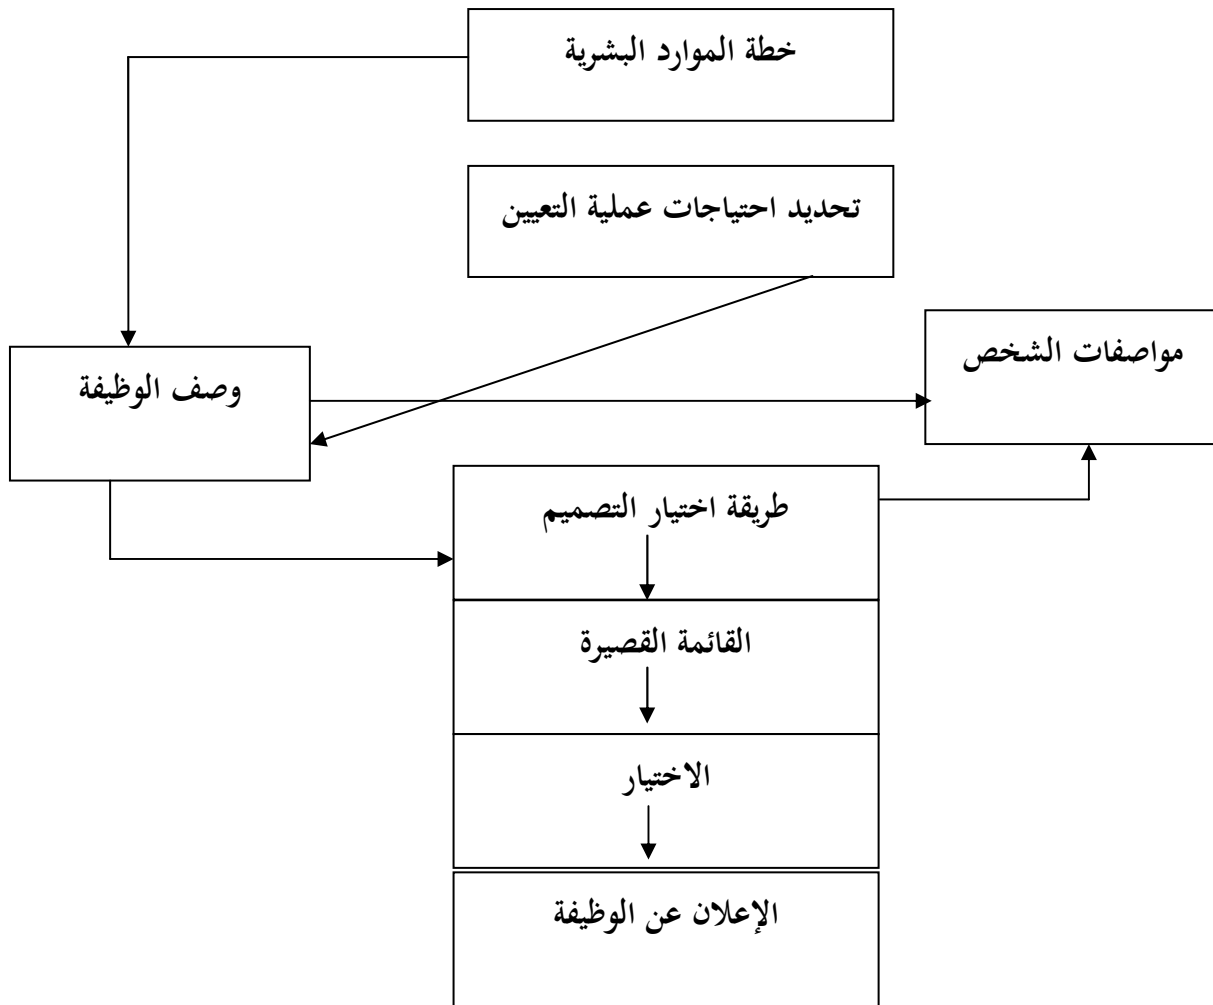 خطة الموارد البشرية
تحديد احتياجات عملية التعيين
مواصفات الشخص
وصف الوظيفة
طريقة اختيار التصميم
القائمة القصيرة
الاختيار
الإعلان عن الوظيفة